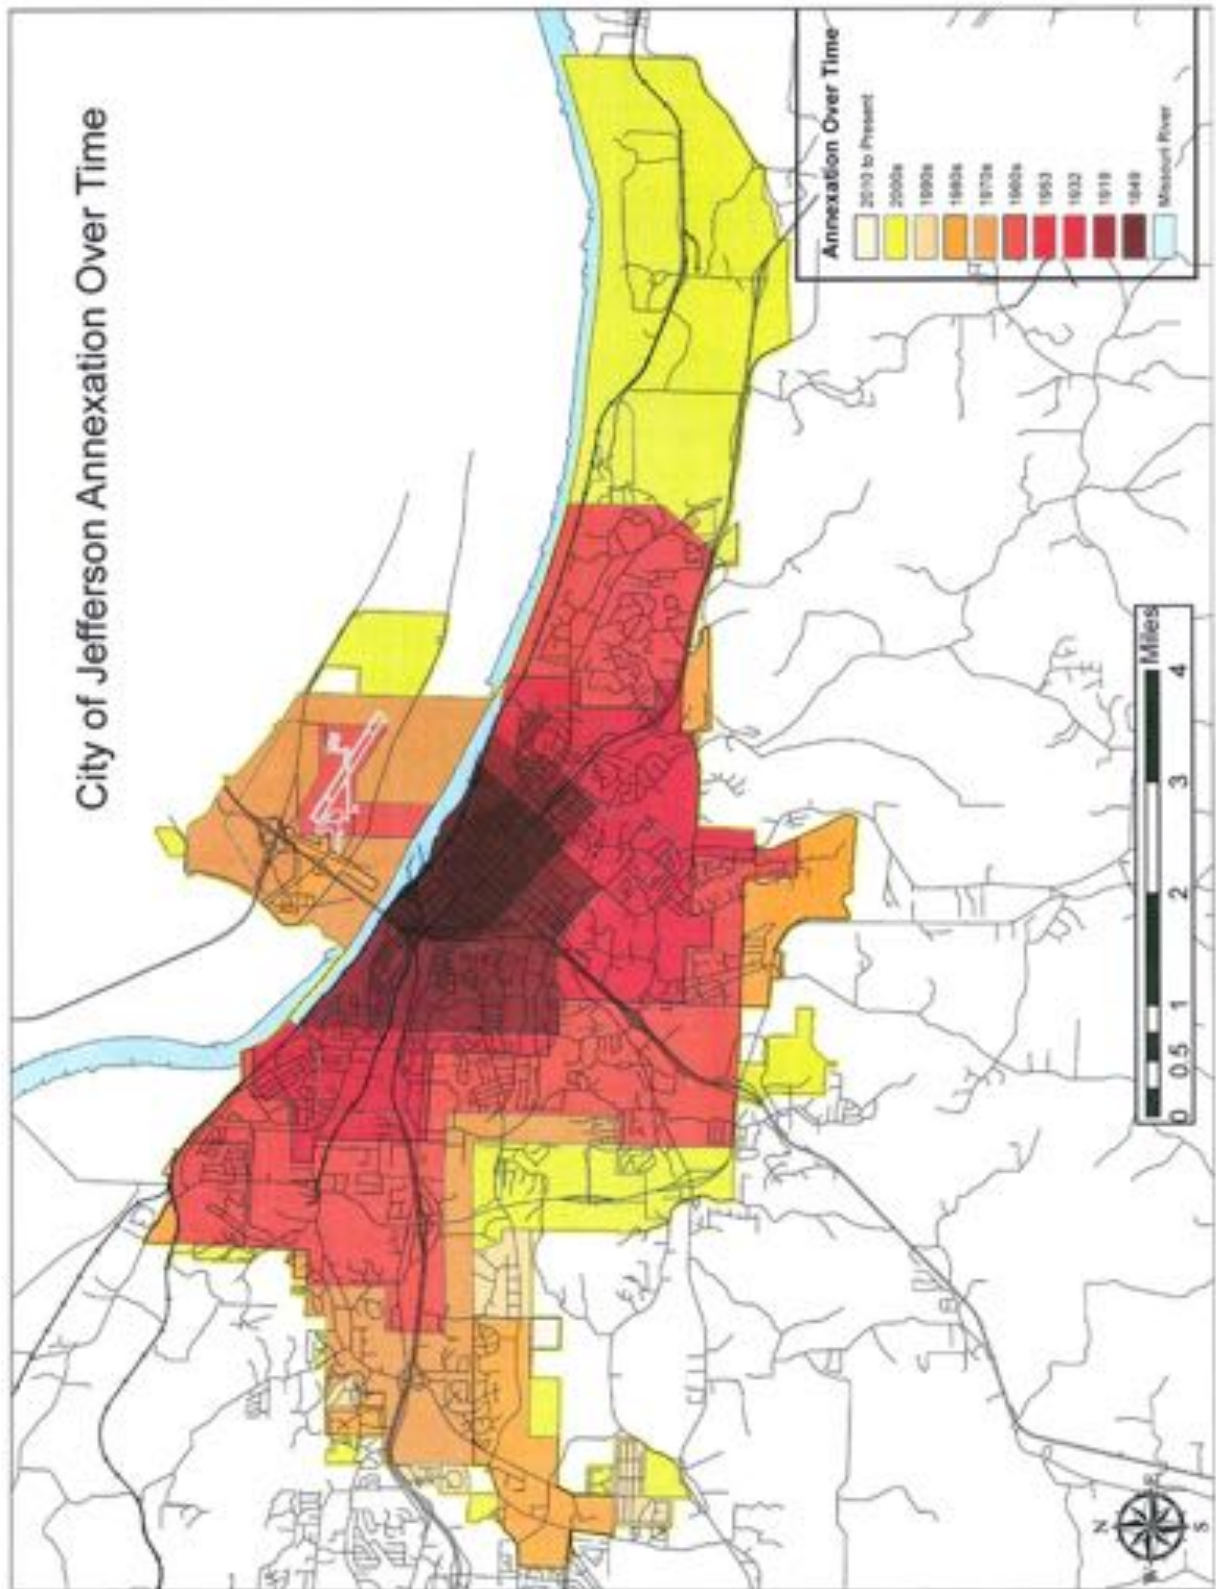 City of Jefferson Annexation Over Time
Annexation Over Time
2010 to Present
2000s
1990s
1980s
1970s
1960s
1953
1932
1919
1849
Missouri River
Miles
0 0.5 1 2 3 4
N
E
S